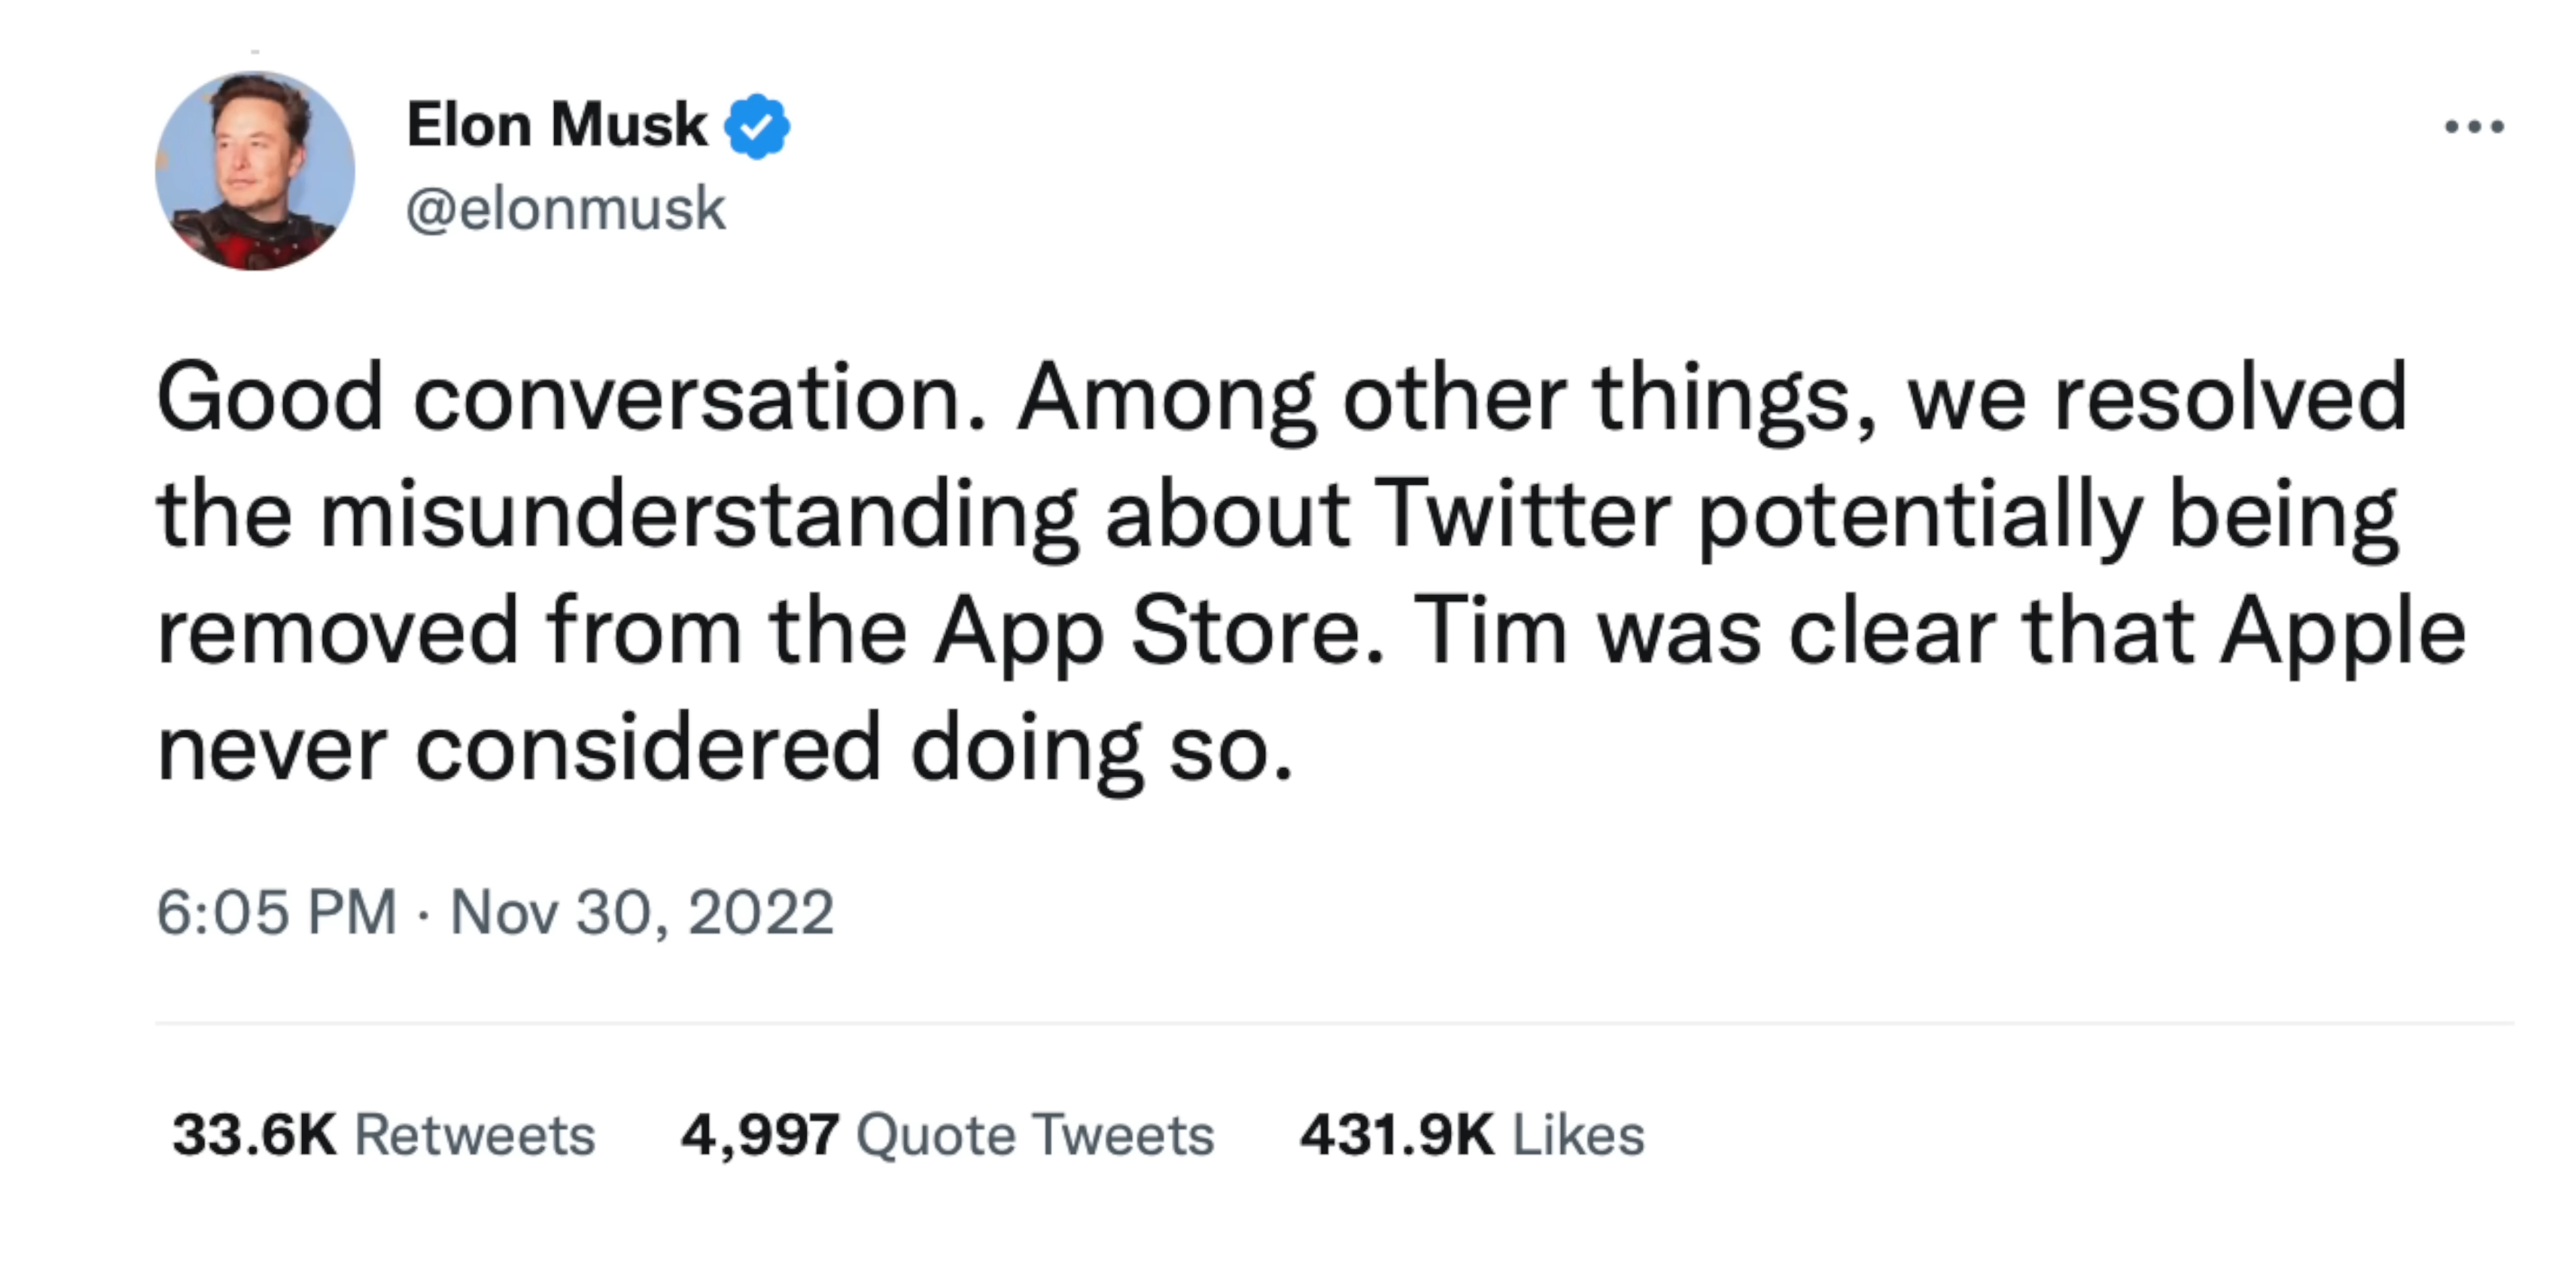 Elon Musk
@elonmusk
Good conversation. Among other things, we resolved
the misunderstanding about Twitter potentially being
removed from the App Store. Tim was clear that Apple
never considered doing so.
6:05 PM · Nov 30, 2022
33.6K Retweets 4,997 Quote Tweets 431.9K Likes